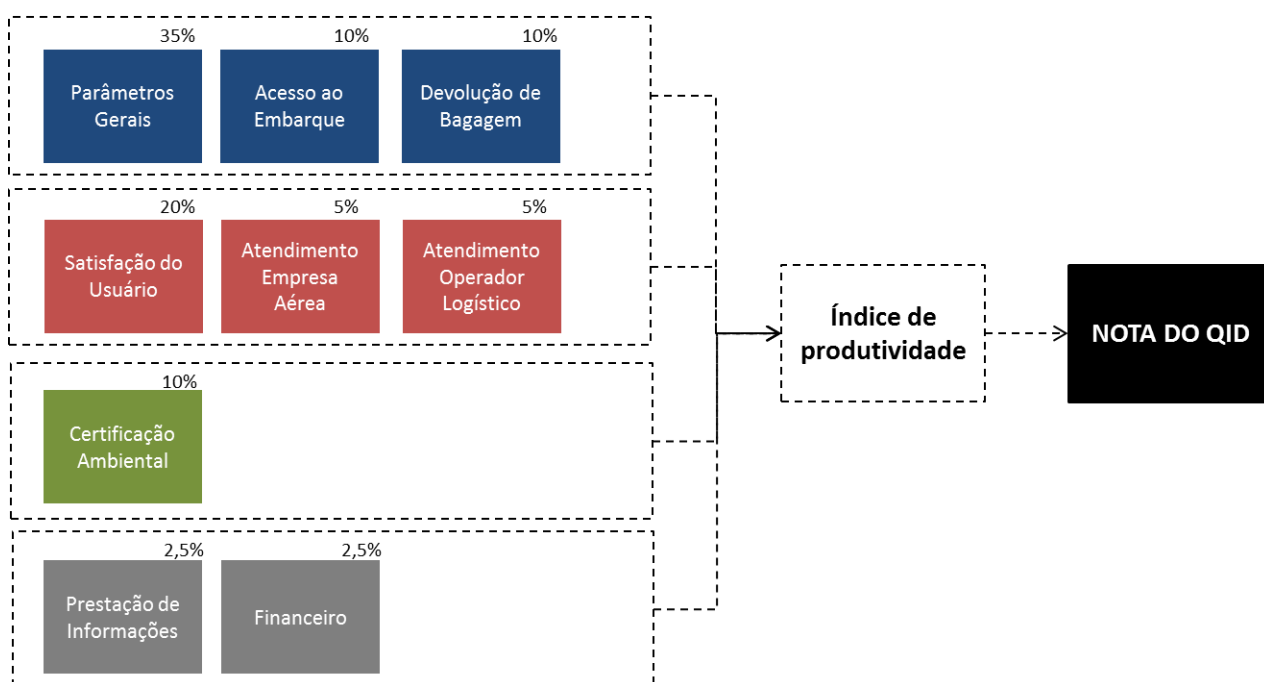 35%
10%
10%
Parâmetros
Gerais
Acesso ao
Embarque
Devolução de
Bagagem
20%
5%
5%
Satisfação do
Usuário
Atendimento
Empresa
Aérea
Atendimento
Operador
Logístico
10%
Certificação
Ambiental
2,5%
2,5%
Prestação de
Informações
Financeiro
Índice de
produtividade
NOTA DO QID